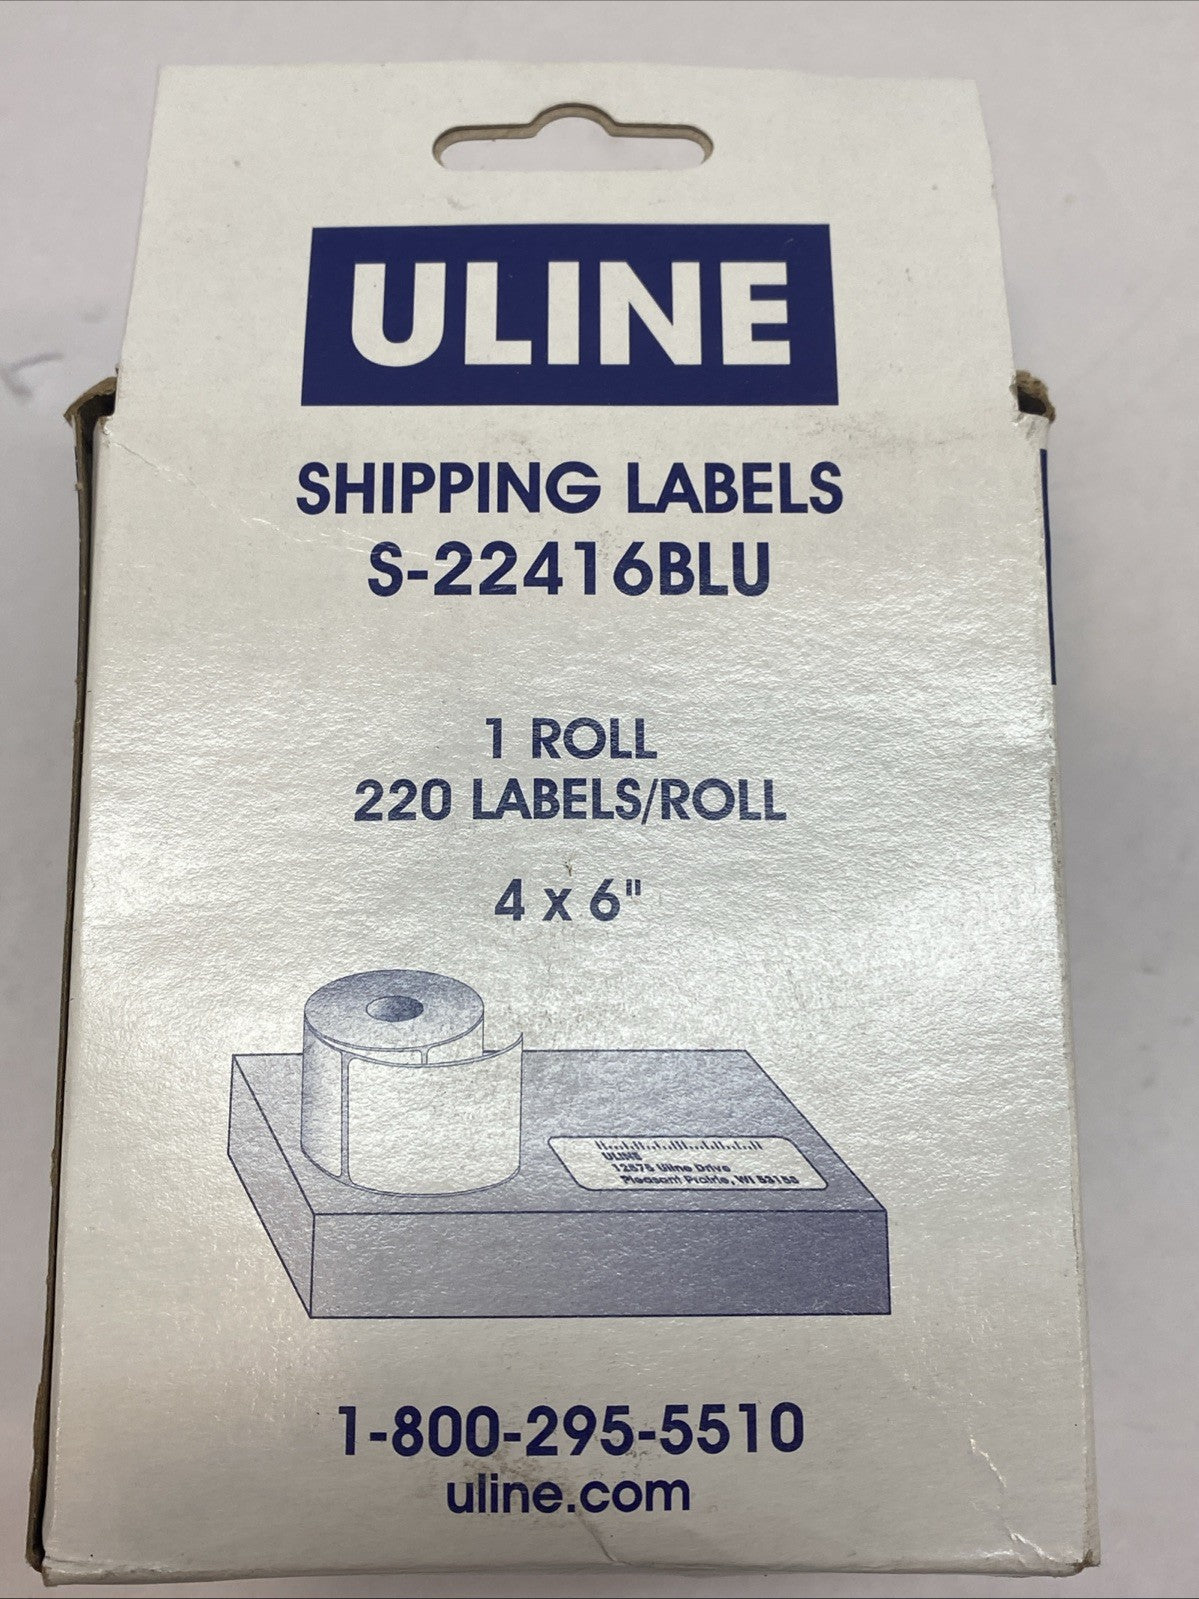 ULINE
SHIPPING LABELS
S-22416BLU
1 ROLL
220 LABELS/ROLL
4 x 6"
ULINE
12575 Uline Drive
Pleasant Prairie, WI 53158
1-800-295-5510
uline.com